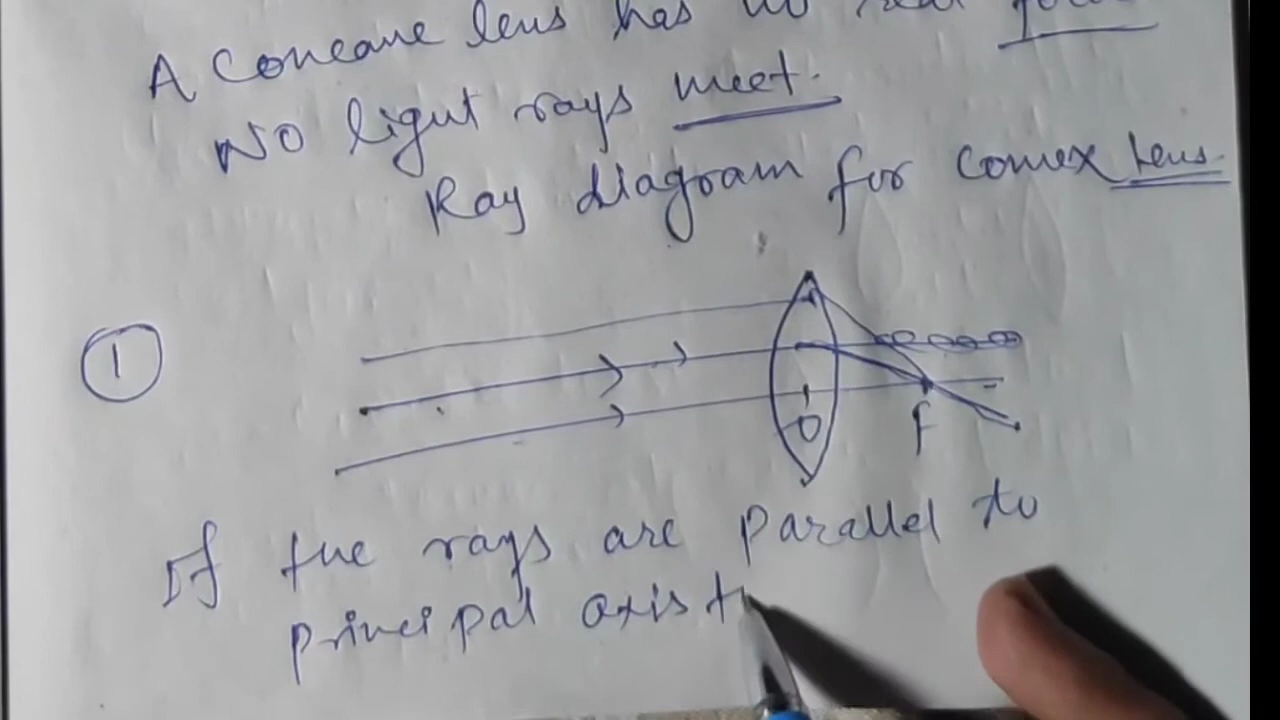 A Concave lens has no real focus
No light rays meet.
Ray diagram for convex lens.
1
O
F
If the rays are parallel to
principal axis